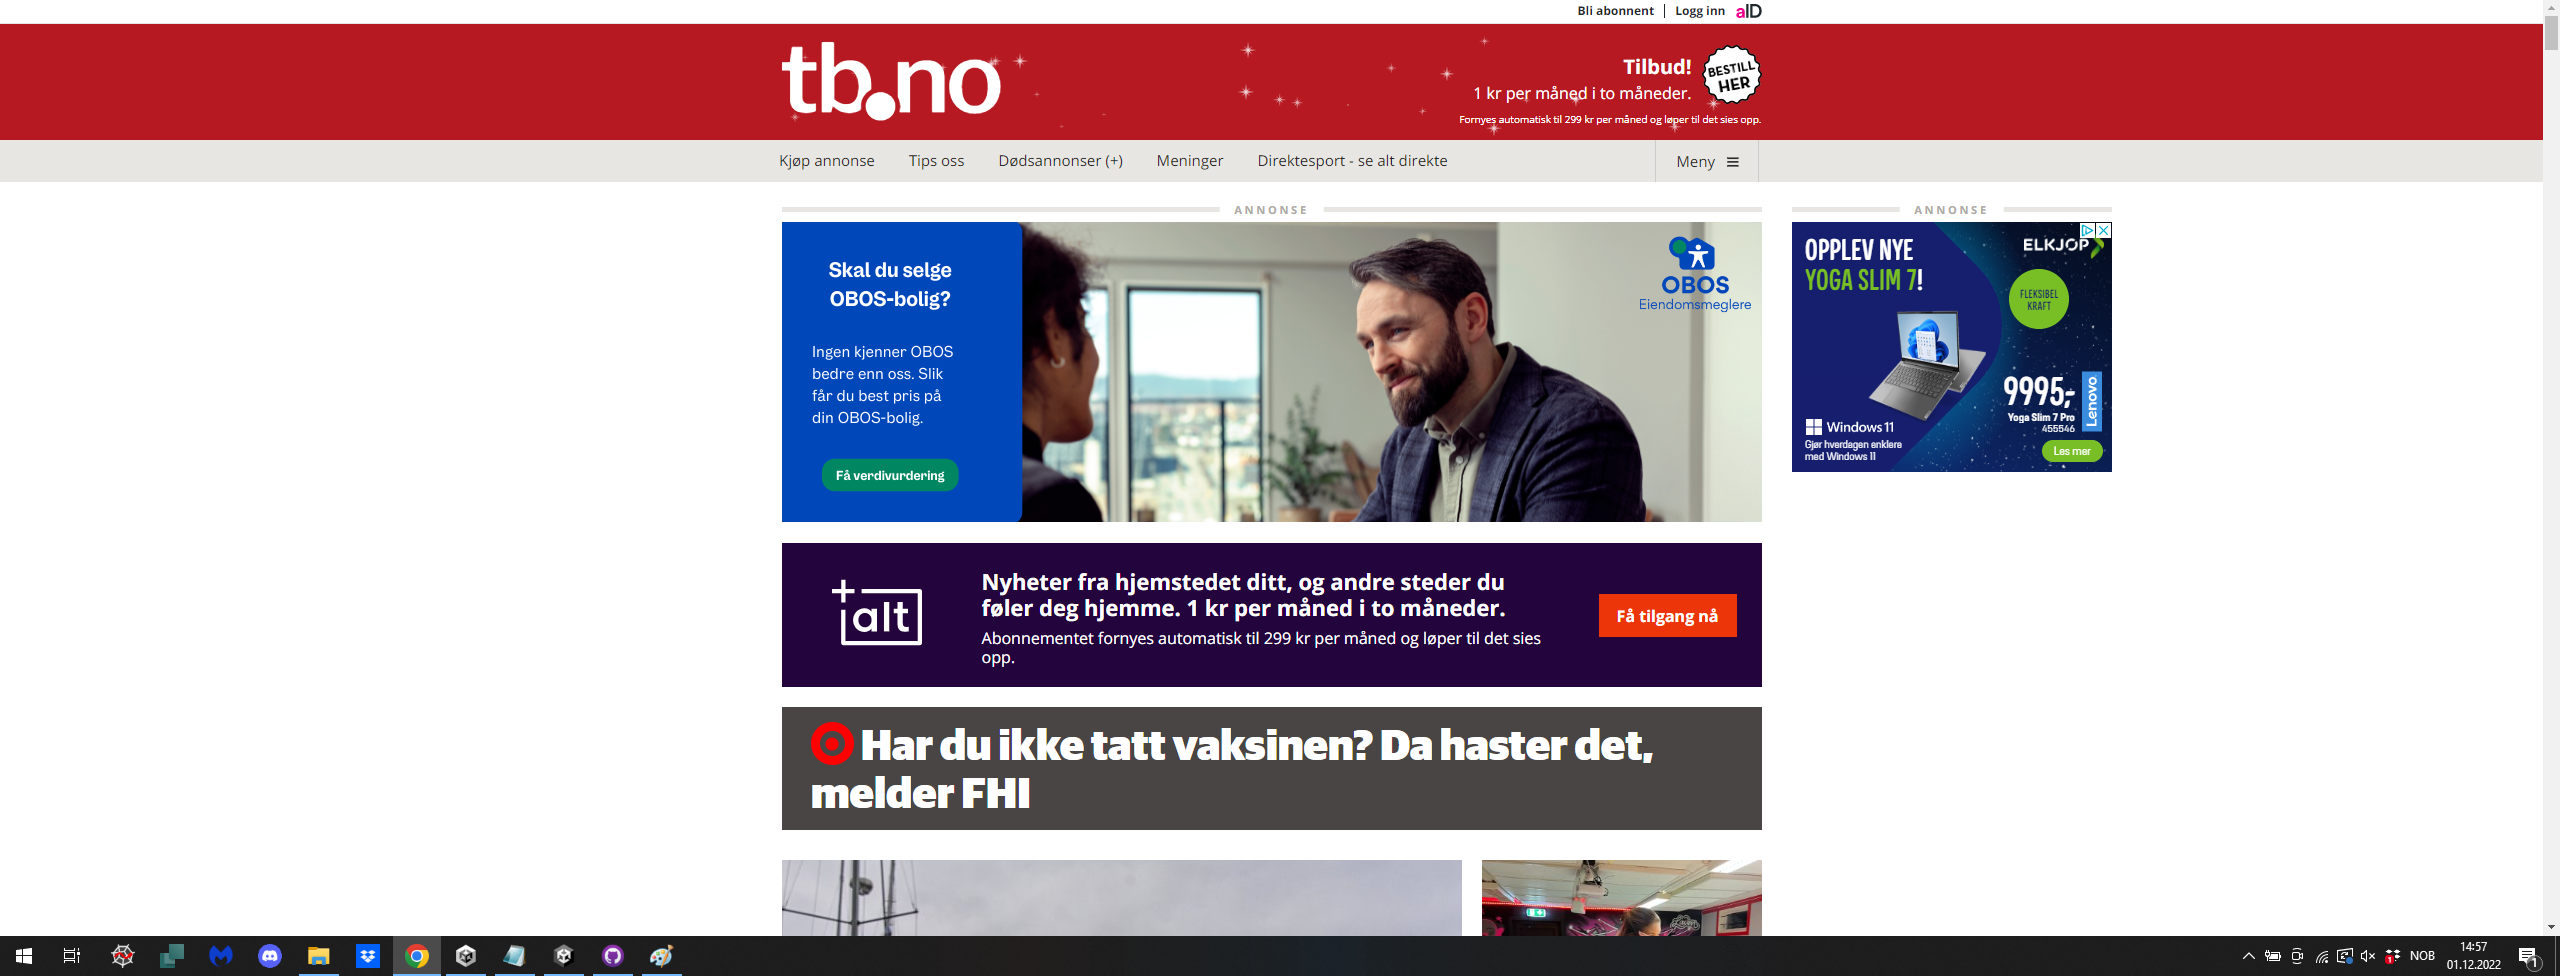 Bli abonnent | Logg inn aID
tb.no
Tilbud!
1 kr per måned i to måneder.
Fornyes automatisk til 299 kr per måned og løper til det sies opp.
BESTILL
HER
Kjøp annonse Tips oss Dødsannonser (+) Meninger Direktesport - se alt direkte Meny
ANNONSE
Skal du selge
OBOS-bolig?
Ingen kjenner OBOS
bedre enn oss. Slik
får du best pris på
din OBOS-bolig.
Få verdivurdering
OBOS
Eiendomsmeglere
ANNONSE
OPPLEV NYE
YOGA SLIM 7!
ELKJOP
FLEKSIBEL
KRAFT
9995,-
Yoga Slim 7 Pro
455546
Lenovo
Windows 11
Gjør hverdagen enklere
med Windows 11
Les mer
+alt
Nyheter fra hjemstedet ditt, og andre steder du
føler deg hjemme. 1 kr per måned i to måneder.
Abonnementet fornyes automatisk til 299 kr per måned og løper til det sies
opp.
Få tilgang nå
Har du ikke tatt vaksinen? Da haster det,
melder FHI
1
NOB
14:57
01.12.2022
1